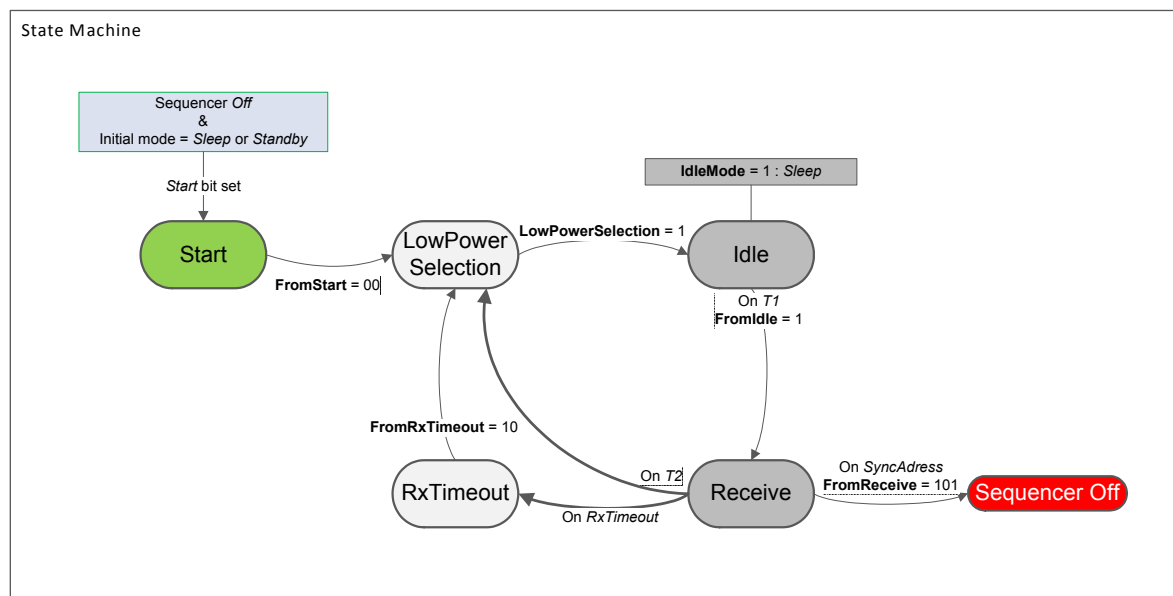 State Machine
Sequencer Off
&
Initial mode = Sleep or Standby
IdleMode = 1 : Sleep
Start bit set
LowPowerSelection = 1
Start
LowPower
Selection
Idle
FromStart = 00
On T1
FromIdle = 1
FromRxTimeout = 10
On T2
On SyncAdress
FromReceive = 101
RxTimeout
Receive
Sequencer Off
On RxTimeout